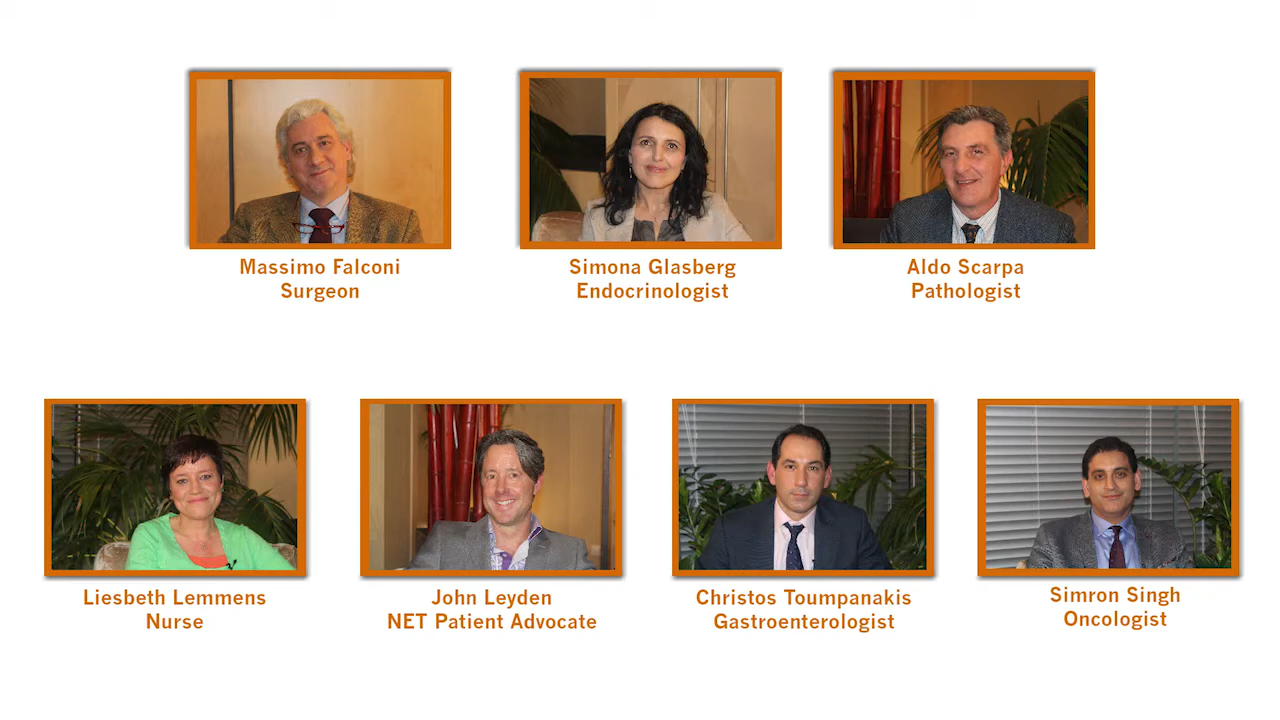 Massimo Falconi
Surgeon
Simona Glasberg
Endocrinologist
Aldo Scarpa
Pathologist
Liesbeth Lemmens
Nurse
John Leyden
NET Patient Advocate
Christos Toumpanakis
Gastroenterologist
Simron Singh
Oncologist